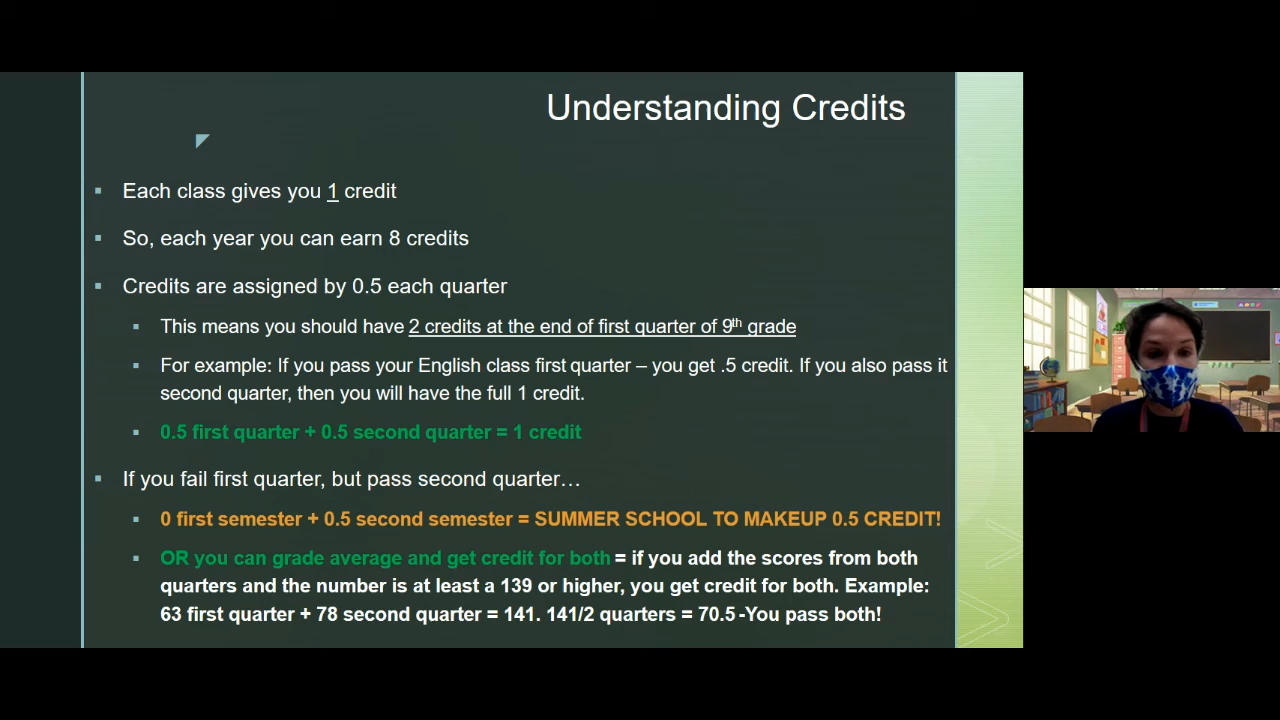 Understanding Credits
Each class gives you 1 credit
So, each year you can earn 8 credits
Credits are assigned by 0.5 each quarter
This means you should have 2 credits at the end of first quarter of 9th grade
For example: If you pass your English class first quarter – you get .5 credit. If you also pass it
second quarter, then you will have the full 1 credit.
0.5 first quarter + 0.5 second quarter = 1 credit
If you fail first quarter, but pass second quarter…
0 first semester + 0.5 second semester = SUMMER SCHOOL TO MAKEUP 0.5 CREDIT!
OR you can grade average and get credit for both = if you add the scores from both
quarters and the number is at least a 139 or higher, you get credit for both. Example:
63 first quarter + 78 second quarter = 141. 141/2 quarters = 70.5 -You pass both!